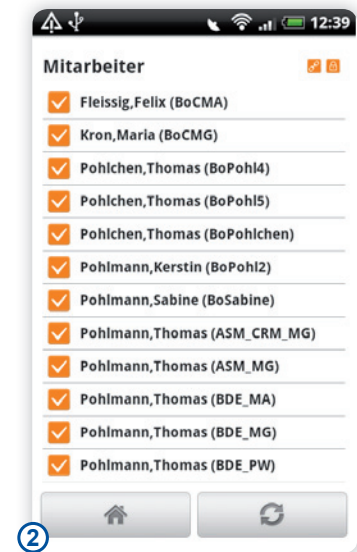 12:39
Mitarbeiter
Fleissig,Felix (BoCMA)
Kron,Maria (BoCMG)
Pohlchen,Thomas (BoPohl4)
Pohlchen,Thomas (BoPohl5)
Pohlchen,Thomas (BoPohlchen)
Pohlmann,Kerstin (BoPohl2)
Pohlmann,Sabine (BoSabine)
Pohlmann,Thomas (ASM_CRM_MG)
Pohlmann,Thomas (ASM_MG)
Pohlmann,Thomas (BDE_MA)
Pohlmann,Thomas (BDE_MG)
Pohlmann,Thomas (BDE_PW)
2